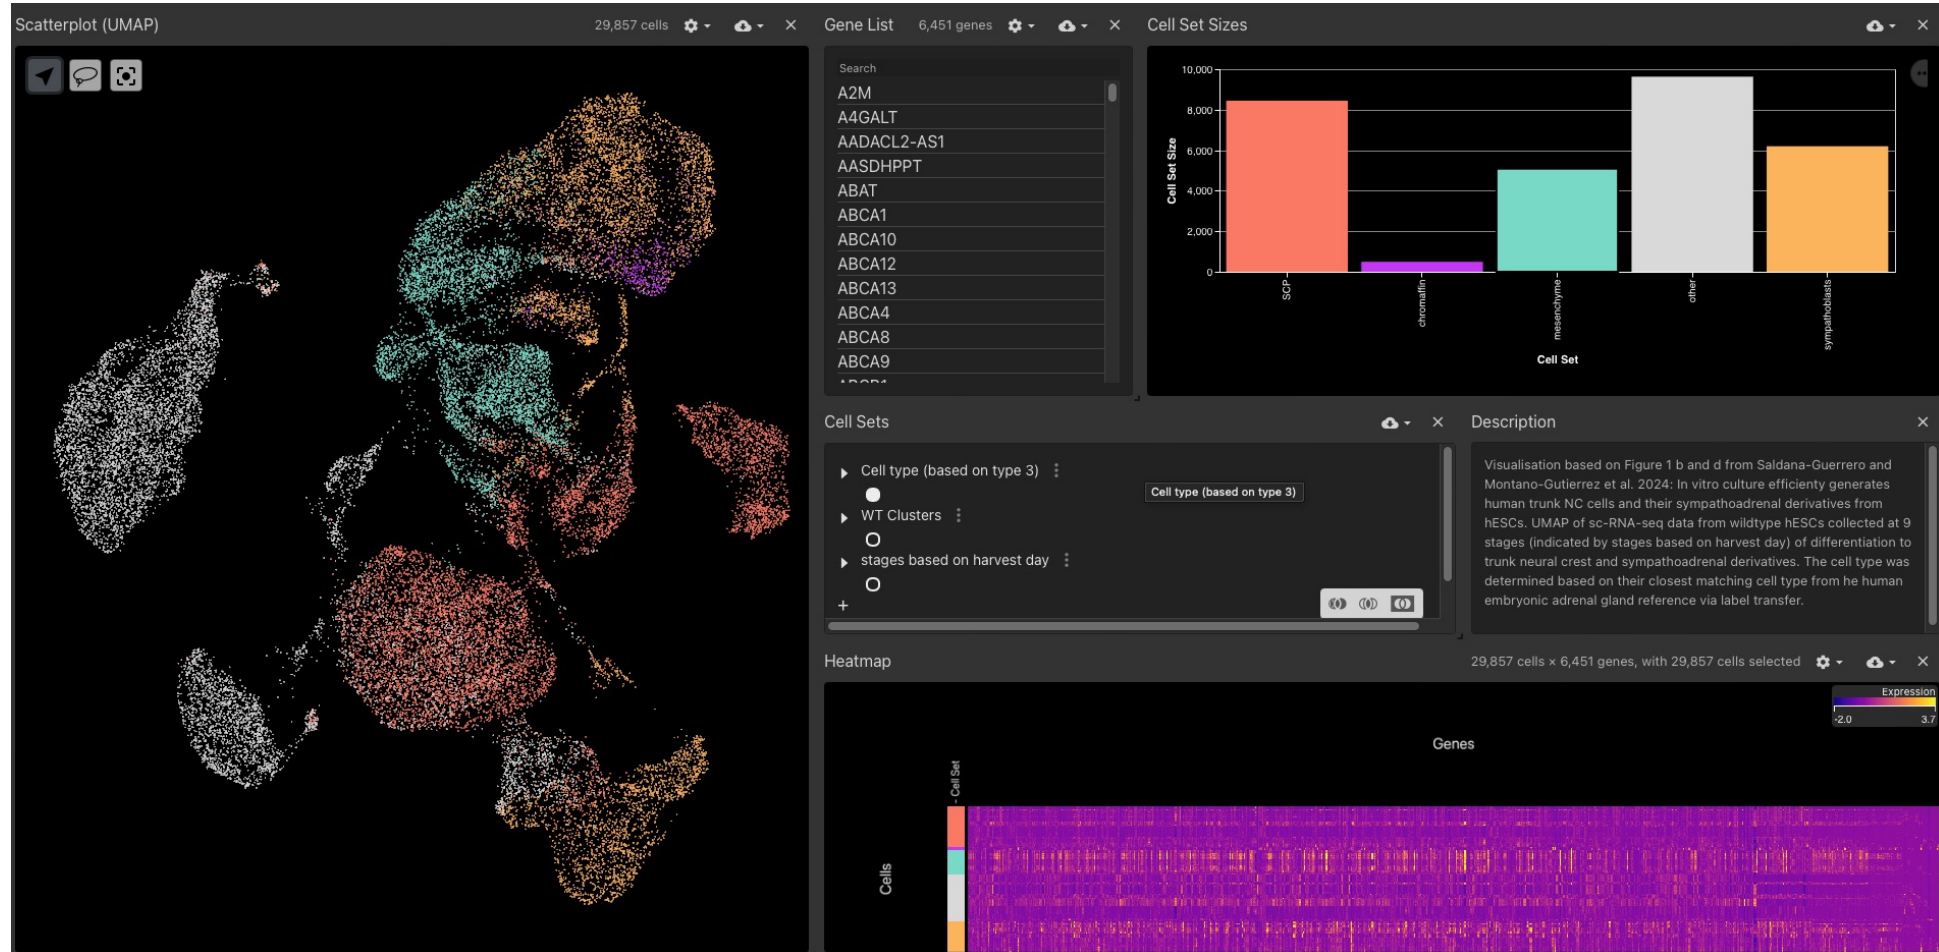 Scatterplot (UMAP)
29,857 cells
Gene List
6,451 genes
Search
A2M
A4GALT
AADACL2-AS1
AASDHPPT
ABAT
ABCA1
ABCA10
ABCA12
ABCA13
ABCA4
ABCA8
ABCA9
Cell Set Sizes
10,000
8,000
6,000
4,000
2,000
0
Cell Set Size
SCP
chromaffin
mesenchyme
other
sympathoblasts
Cell Set
Cell Sets
Cell type (based on type 3)
WT Clusters
stages based on harvest day
+
Cell type (based on type 3)
Description
Visualisation based on Figure 1 b and d from Saldana-Guerrero and
Montano-Gutierrez et al. 2024: In vitro culture efficienty generates
human trunk NC cells and their sympathoadrenal derivatives from
hESCs. UMAP of sc-RNA-seq data from wildtype hESCs collected at 9
stages (indicated by stages based on harvest day) of differentiation to
trunk neural crest and sympathoadrenal derivatives. The cell type was
determined based on their closest matching cell type from he human
embryonic adrenal gland reference via label transfer.
Heatmap
29,857 cells × 6,451 genes, with 29,857 cells selected
Expression
-2.0 3.7
Genes
- Cell Set
Cells